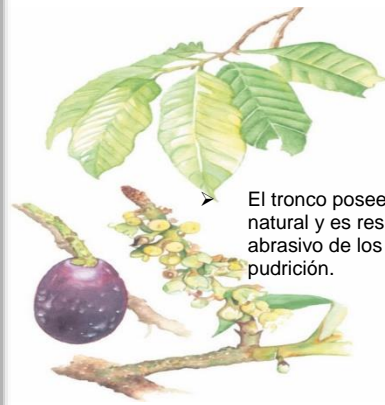 ➤ El tronco posee
natural y es res
abrasivo de los
pudrición.